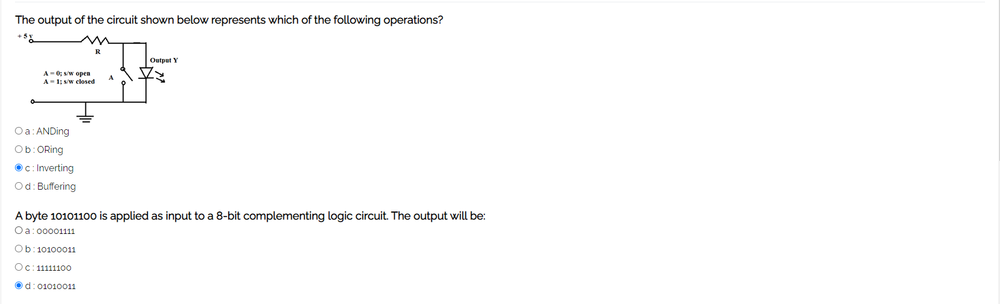 The output of the circuit shown below represents which of the following operations?
+ 5 v
R
Output Y
A = 0; s/w open
A = 1; s/w closed
A
a : ANDing
b : ORing
c : Inverting
d : Buffering
A byte 10101100 is applied as input to a 8-bit complementing logic circuit. The output will be:
a : 00001111
b : 10100011
c : 11111100
d : 01010011